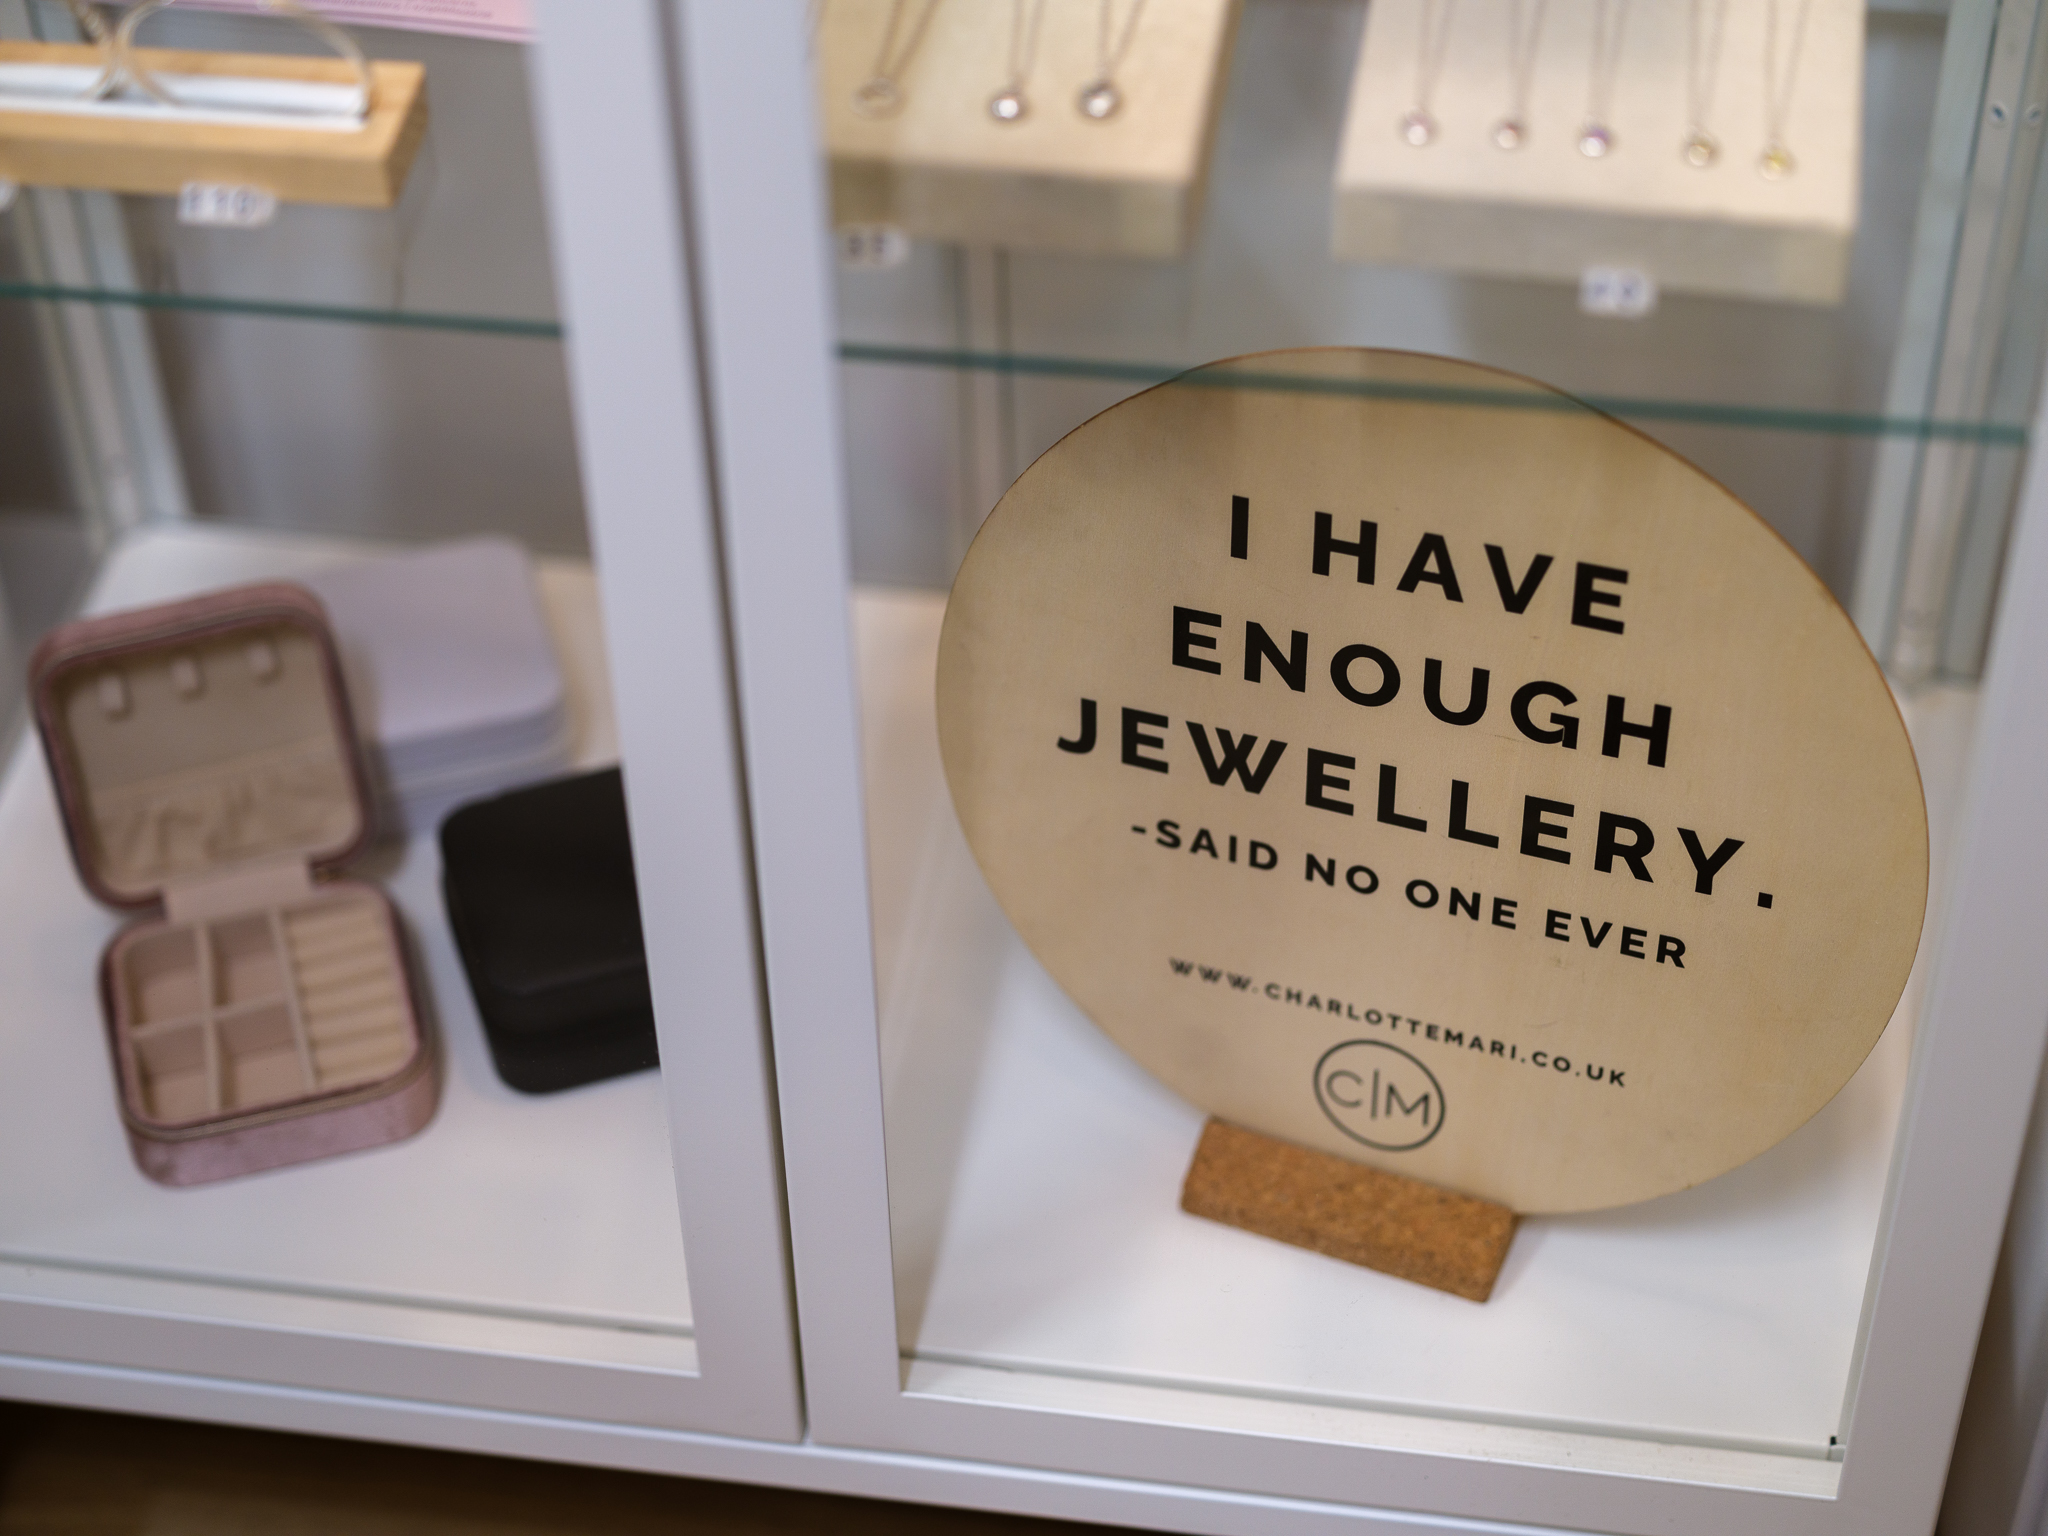 I HAVE
ENOUGH
JEWELLERY.
-SAID NO ONE EVER
WWW.CHARLOTTEMARI.CO.UK
C|M